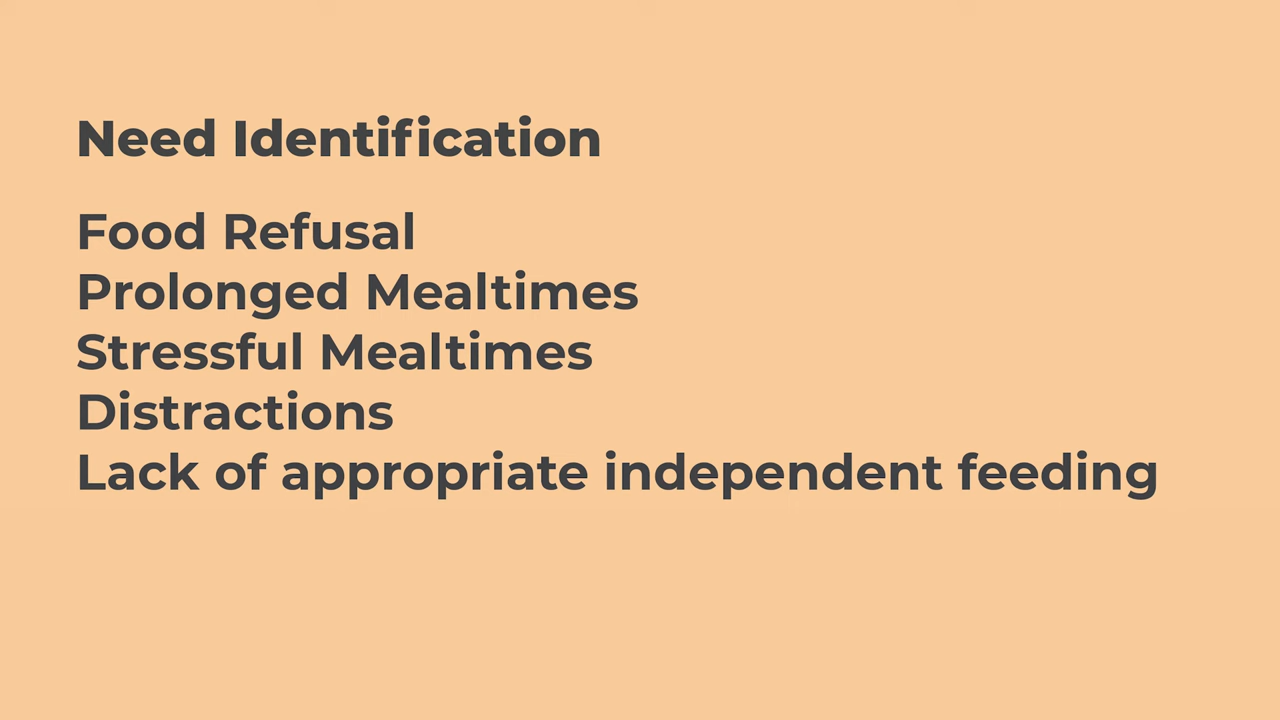 Need Identification
Food Refusal
Prolonged Mealtimes
Stressful Mealtimes
Distractions
Lack of appropriate independent feeding